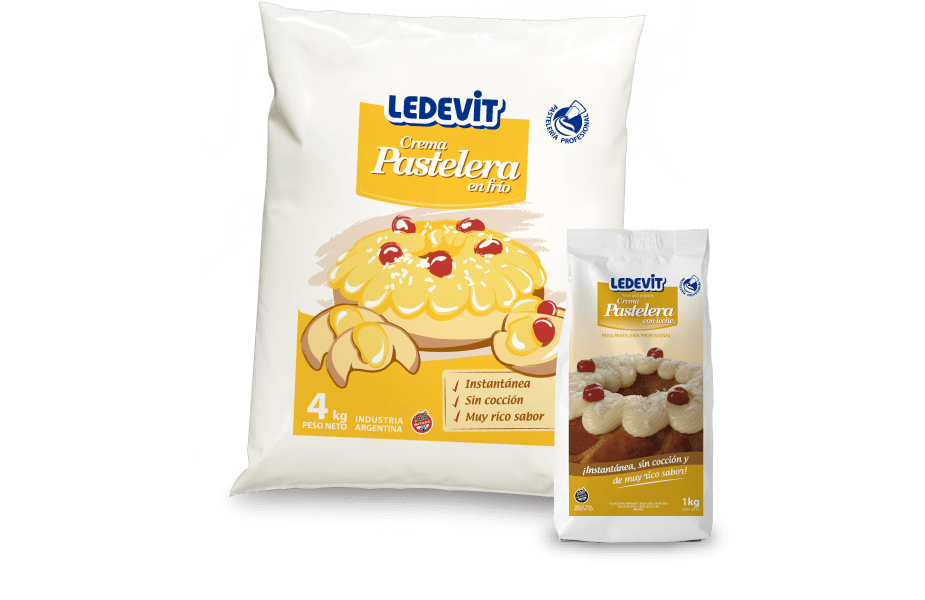 LEDEVIT
Crema
Pastelera
en frío
PASTELERÍA PROFESIONAL
Instantánea
Sin cocción
Muy rico sabor
4 kg
PESO NETO
INDUSTRIA
ARGENTINA
LEDEVIT
Crema
Pastelera
con leche
PARA PASTELERÍA PROFESIONAL
¡Instantánea, sin cocción y
de muy rico sabor!
1kg